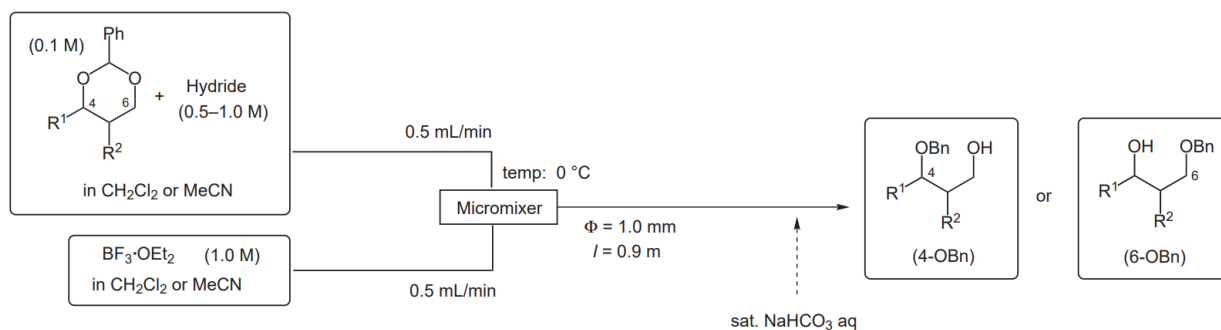 Ph
(0.1 M)
O O
4 6
R1
R2
+ Hydride
(0.5–1.0 M)
in CH2Cl2 or MeCN
BF3·OEt2 (1.0 M)
in CH2Cl2 or MeCN
0.5 mL/min
temp: 0 °C
Micromixer
0.5 mL/min
Φ = 1.0 mm
l = 0.9 m
sat. NaHCO3 aq
OBn OH
4
R1
R2
(4-OBn)
or
OH OBn
6
R1
R2
(6-OBn)